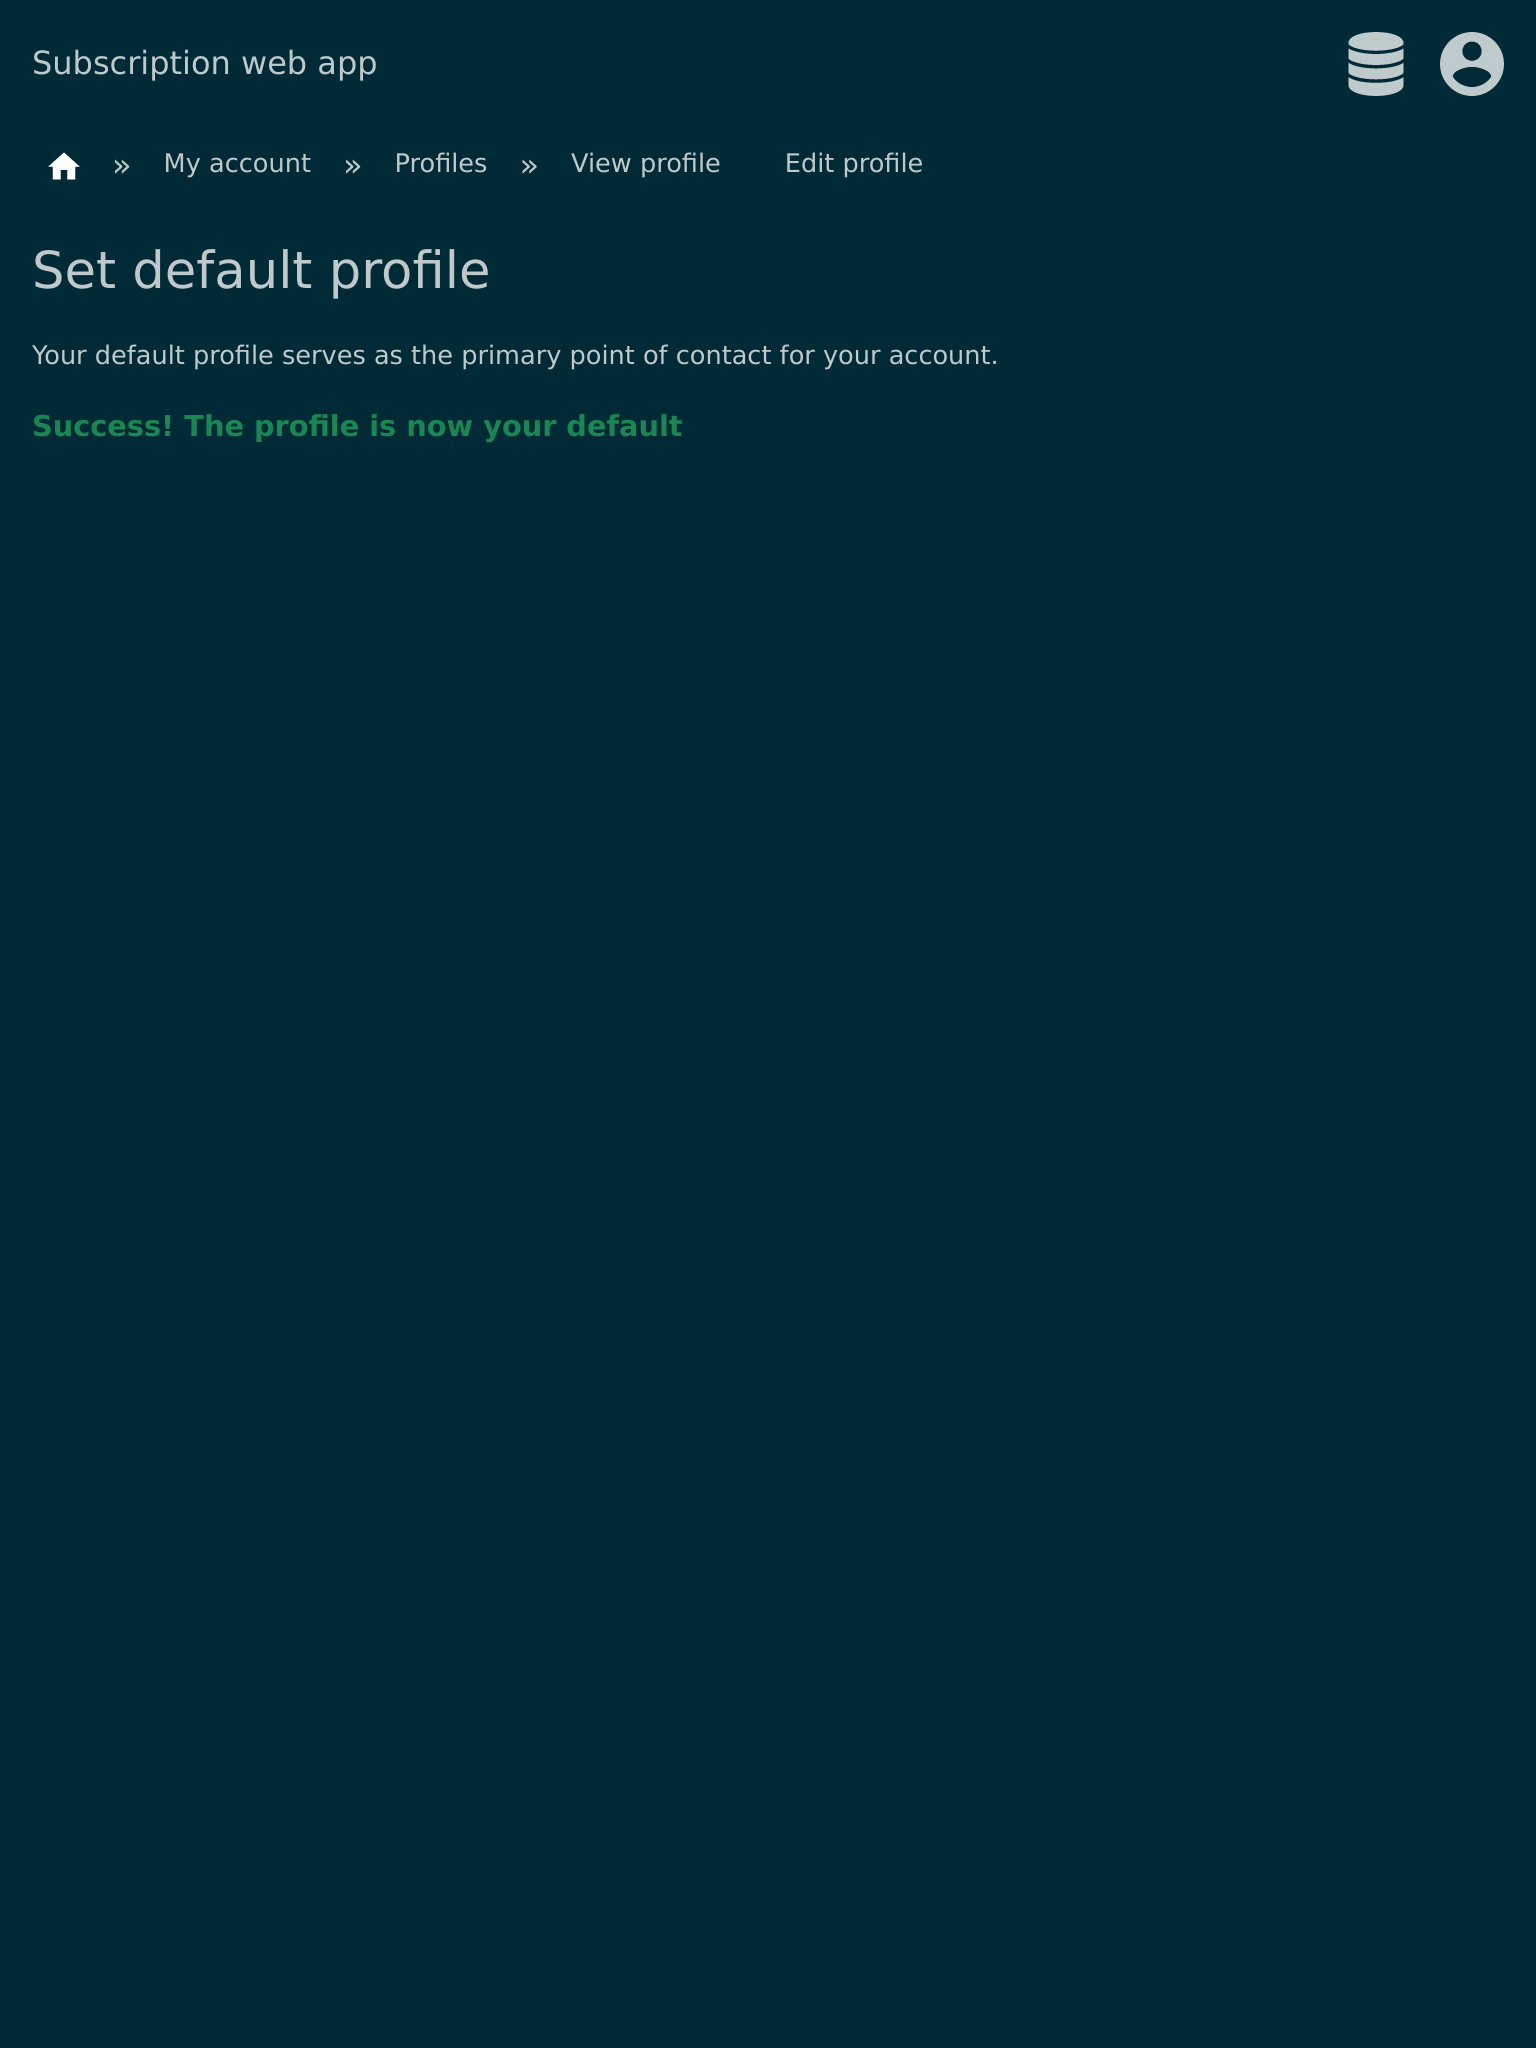 Subscription web app
» My account » Profiles » View profile Edit profile
Set default profile
Your default profile serves as the primary point of contact for your account.
Success! The profile is now your default